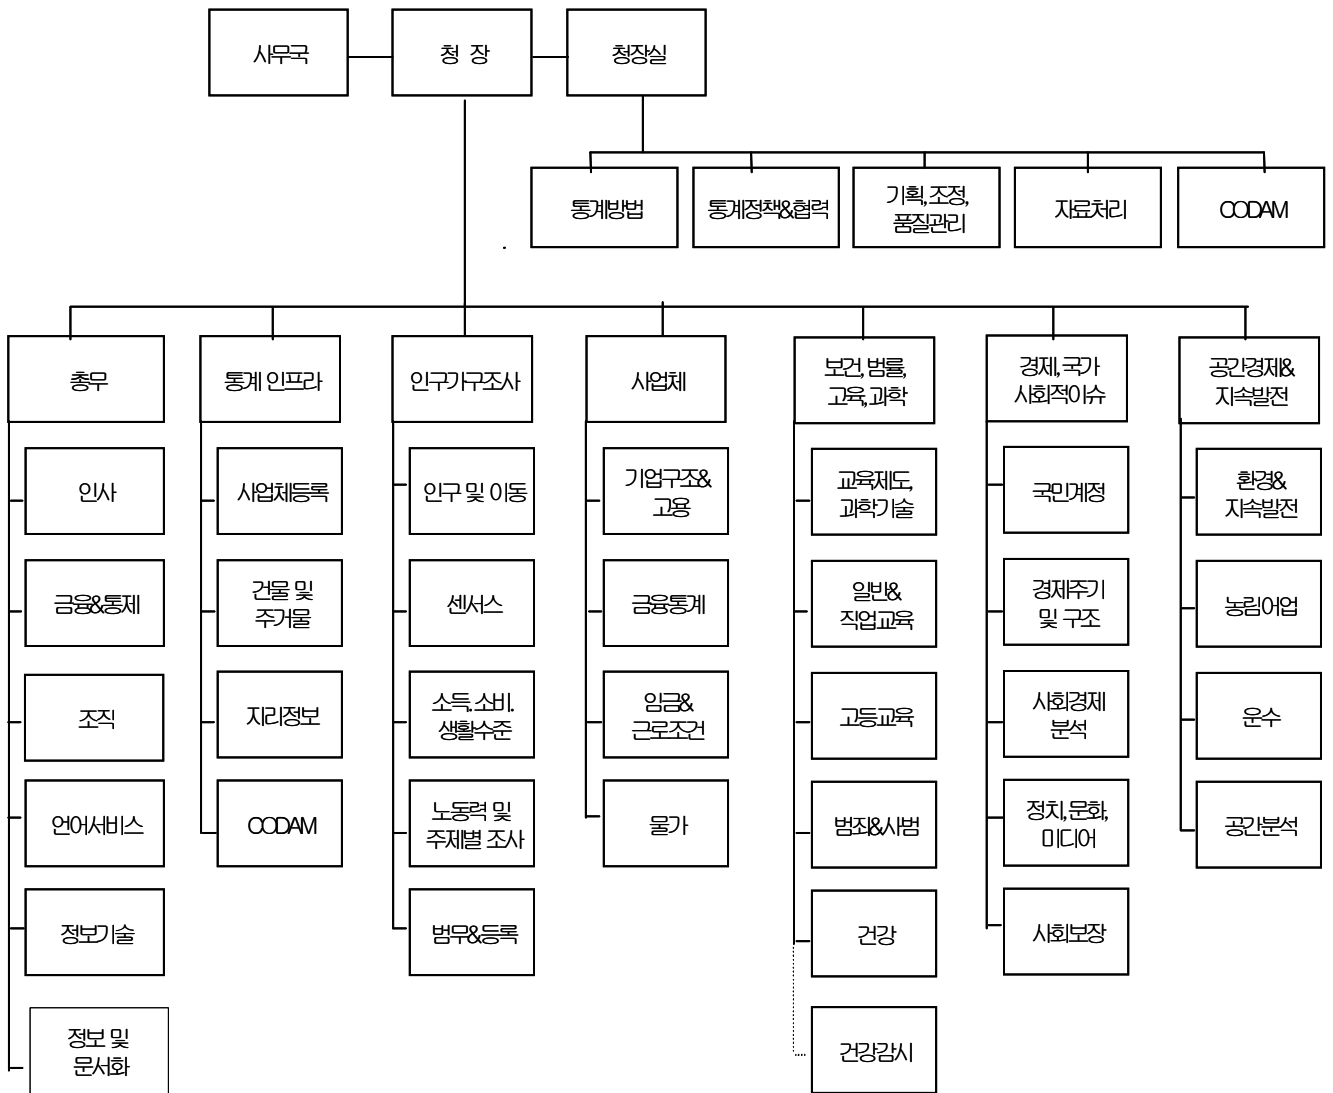 사무국
청 장
청장실
통계방법
통계정책&협력
기획,조정,
품질관리
자료처리
CODAM
총무
통계 인프라
인구가구조사
사업체
보건,범률,
고육,과학
경제,국가
사회적이슈
공간경제&
지속발전
인사
금융&통제
조직
언어서비스
정보기술
정보 및
문서화
사업체등록
건물 및
주거물
지리정보
CODAM
인구 및 이동
센서스
소득.소비.
생활수준
노동력 및
주제별 조사
범무&등록
기업구조&
고용
금융통계
임금&
근로조건
물가
교육제도,
과학기술
일반&
직업교육
고등교육
범죄&사범
건강
건강감시
국민계정
경제주기
및 구조
사회경제
분석
정치,문화,
미디어
사회보장
환경&
지속발전
농림어업
운수
공간분석